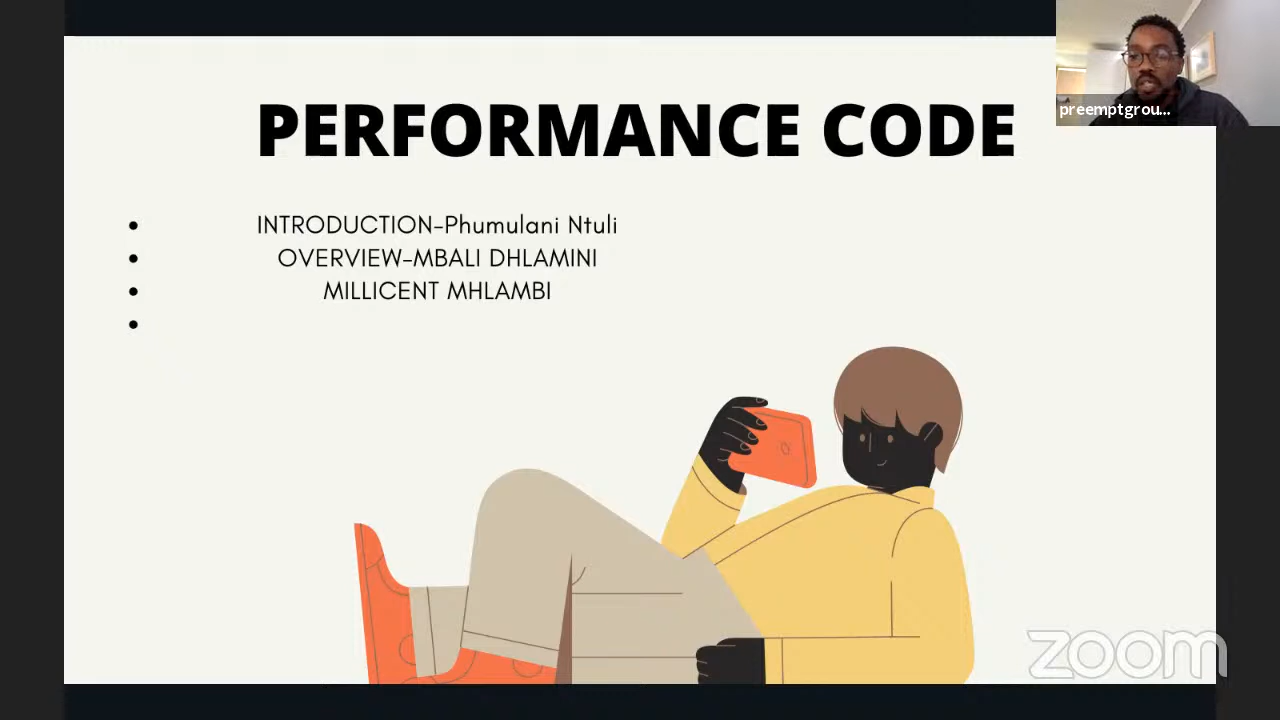 PERFORMANCE CODE
preemptgrou...
INTRODUCTION-Phumulani Ntuli
OVERVIEW-MBALI DHLAMINI
MILLICENT MHLAMBI
zoom